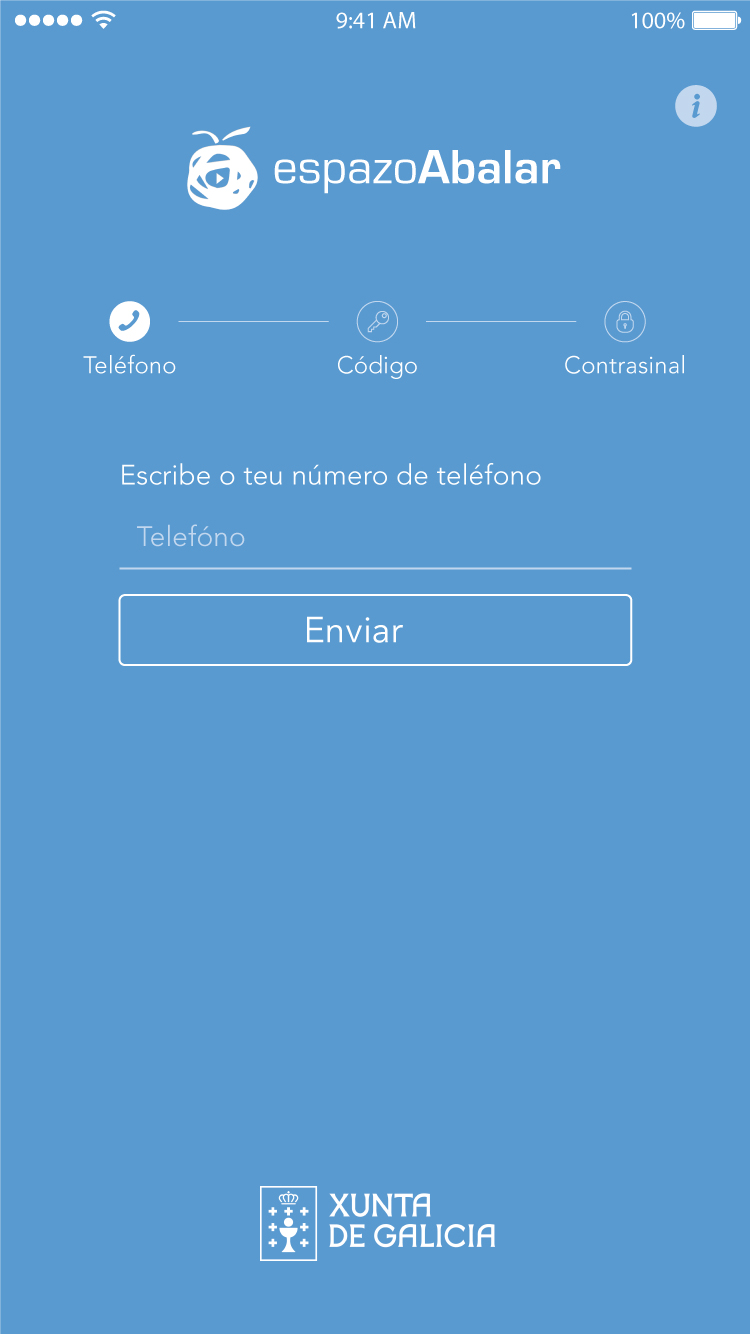 9:41 AM 100%
i
espazoAbalar
Teléfono Código Contrasinal
Escribe o teu número de teléfono
Telefóno
Enviar
XUNTA
DE GALICIA